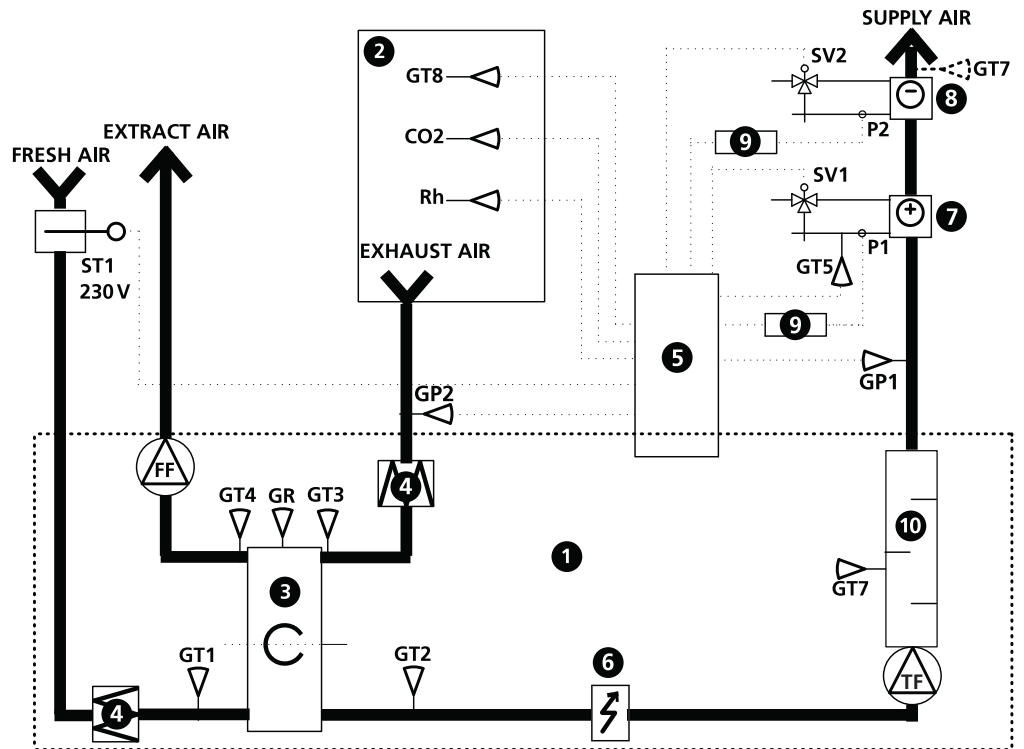 SUPPLY AIR
2
SV2
GT7
GT8
8
EXTRACT AIR
CO2
P2
9
FRESH AIR
SV1
Rh
7
EXHAUST AIR
P1
ST1
230 V
GT5
9
5
GP1
GP2
FF
4
GT4
GR
GT3
10
1
3
GT7
GT1
GT2
6
TF
4